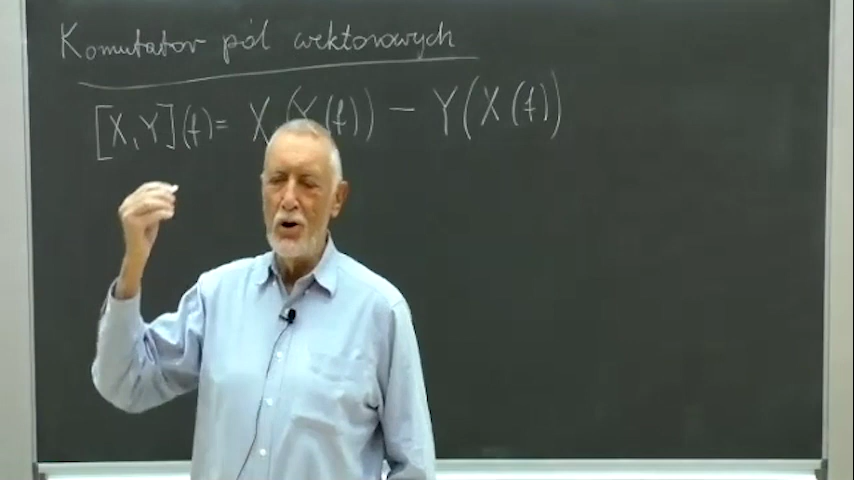 Komutator pól wektorowych
[X,Y](f) = X(Y(f)) - Y(X(f))